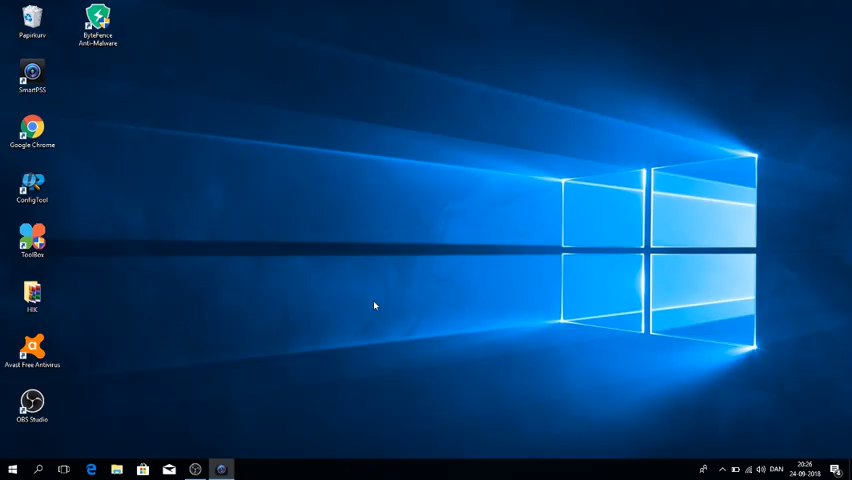 Papirkurv
ByteFence
Anti-Malware
SmartPSS
Google Chrome
ConfigTool
ToolBox
HIK
Avast Free Antivirus
OBS Studio
DAN
20:26
24-09-2018